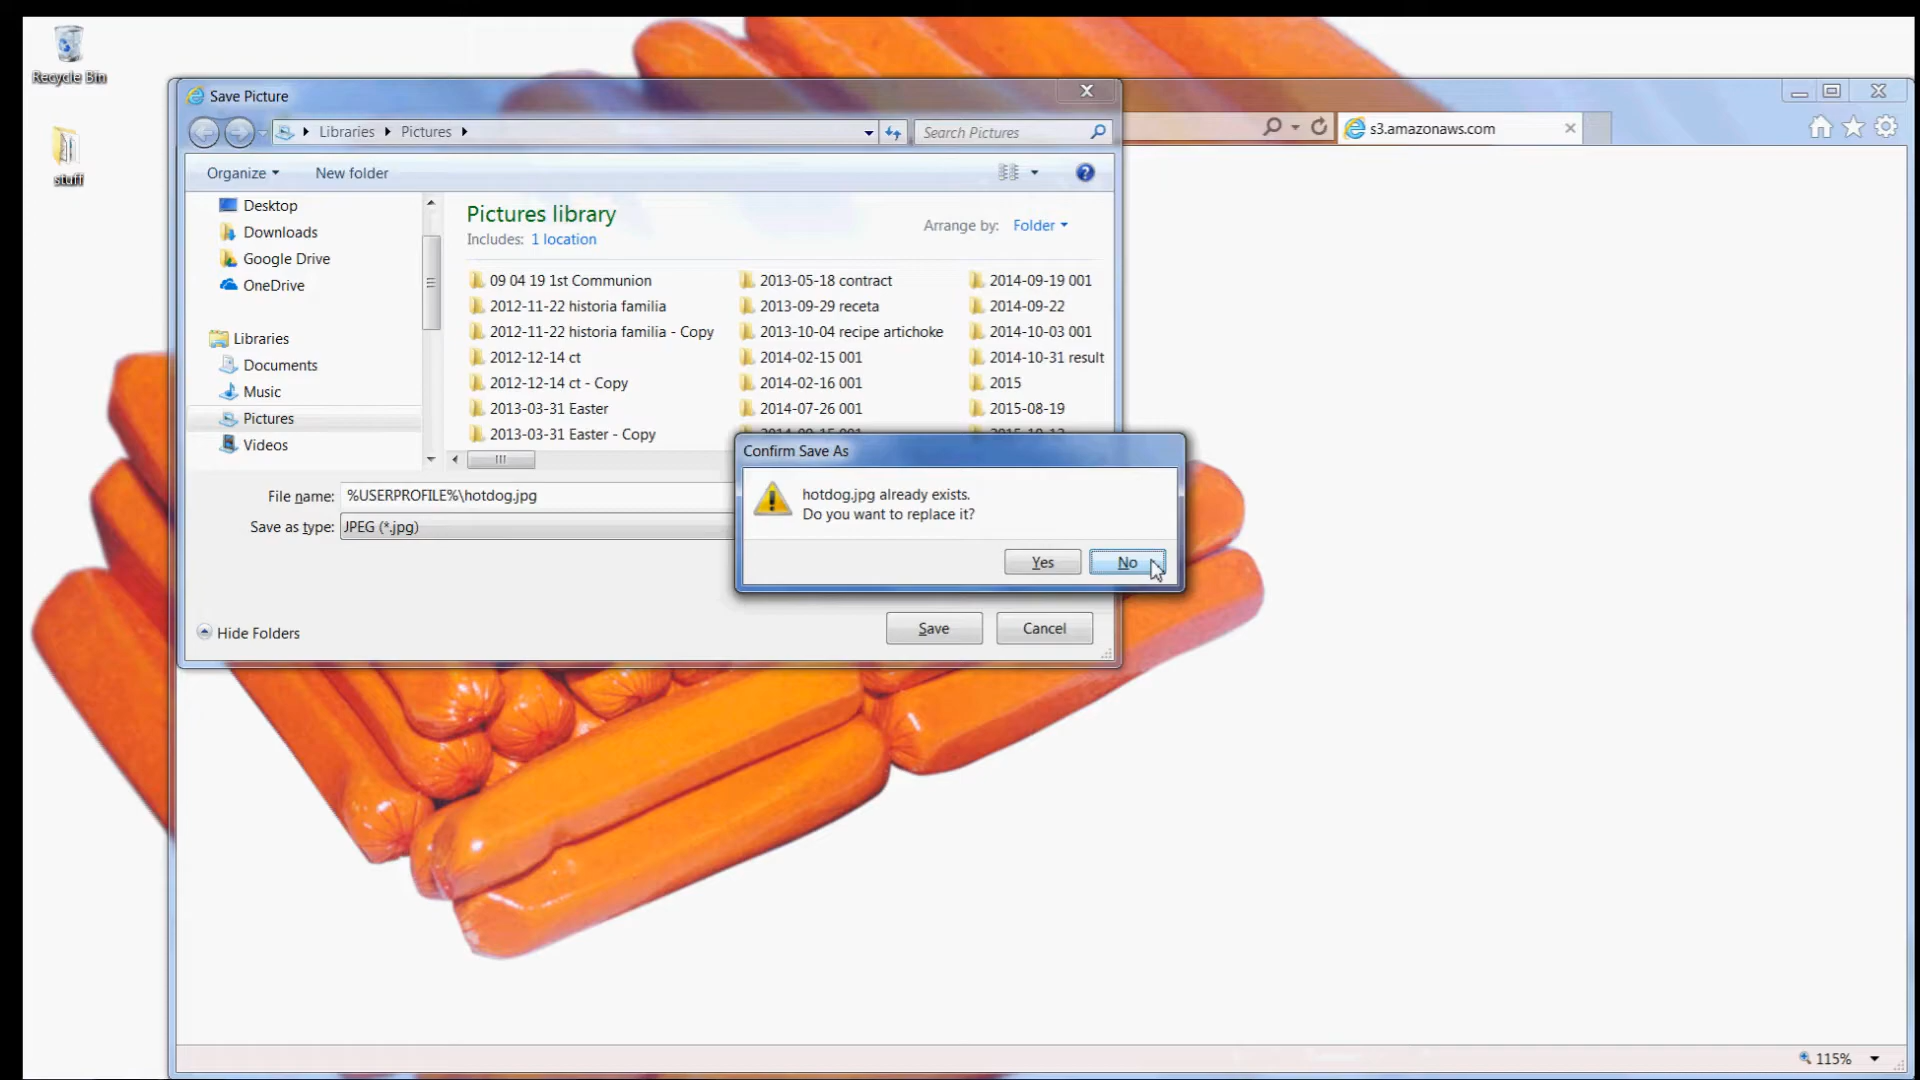 Recycle Bin
stuff
Save Picture
s3.amazonaws.com
Libraries
Pictures
Search Pictures
Organize
New folder
Desktop
Downloads
Google Drive
OneDrive
Libraries
Documents
Music
Pictures
Videos
Pictures library
Includes: 1 location
Arrange by: Folder
09 04 19 1st Communion
2012-11-22 historia familia
2012-11-22 historia familia - Copy
2012-12-14 ct
2012-12-14 ct - Copy
2013-03-31 Easter
2013-03-31 Easter - Copy
2013-05-18 contract
2013-09-29 receta
2013-10-04 recipe artichoke
2014-02-15 001
2014-02-16 001
2014-07-26 001
2014-09-19 001
2014-09-22
2014-10-03 001
2014-10-31 result
2015
2015-08-19
File name: %USERPROFILE%\hotdog.jpg
Save as type: JPEG (*.jpg)
Confirm Save As
hotdog.jpg already exists.
Do you want to replace it?
Yes
No
Hide Folders
Save
Cancel
115%